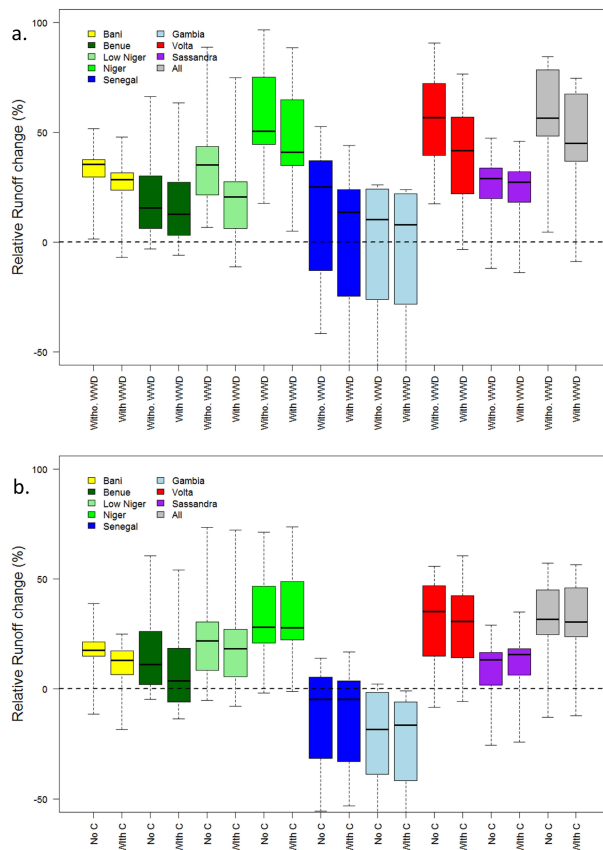 a.
Relative Runoff change (%)
100
50
0
-50
Bani
Benue
Low Niger
Niger
Senegal
Gambia
Volta
Sassandra
All
Witho. WWD
With WWD
Witho. WWD
With WWD
Witho. WWD
With WWD
Witho. WWD
With WWD
Witho. WWD
With WWD
Witho. WWD
With WWD
Witho. WWD
With WWD
Witho. WWD
With WWD
Witho. WWD
With WWD
b.
Relative Runoff change (%)
100
50
0
-50
Bani
Benue
Low Niger
Niger
Senegal
Gambia
Volta
Sassandra
All
No C
With C
No C
With C
No C
With C
No C
With C
No C
With C
No C
With C
No C
With C
No C
With C
No C
With C